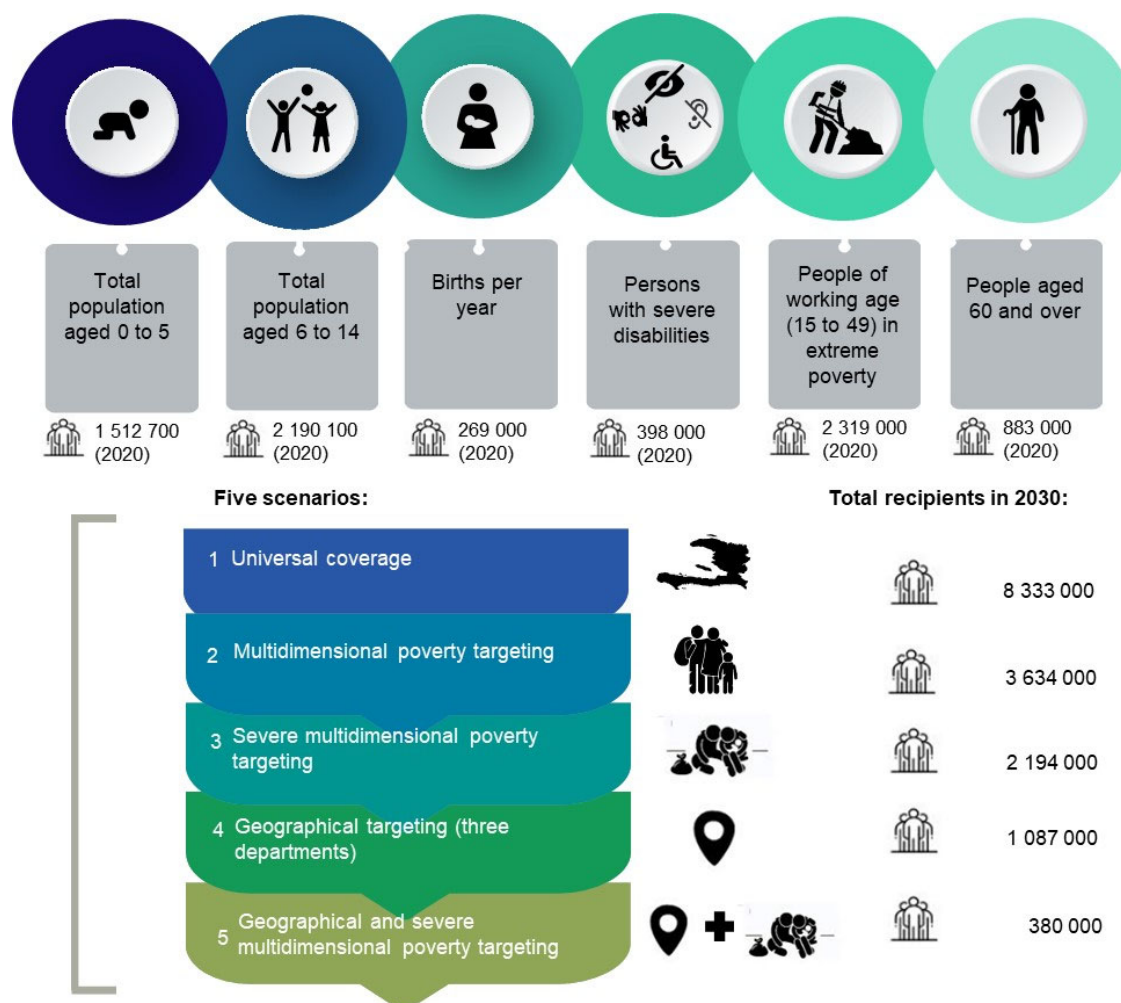 Total
population
aged 0 to 5
Total
population
aged 6 to 14
Births per
year
Persons
with severe
disabilities
People of
working age
(15 to 49) in
extreme
poverty
People aged
60 and over
1 512 700
(2020)
2 190 100
(2020)
269 000
(2020)
398 000
(2020)
2 319 000
(2020)
883 000
(2020)
Five scenarios:
Total recipients in 2030:
1 Universal coverage
8 333 000
2 Multidimensional poverty targeting
3 634 000
3 Severe multidimensional poverty
targeting
2 194 000
4 Geographical targeting (three
departments)
1 087 000
5 Geographical and severe
multidimensional poverty targeting
380 000